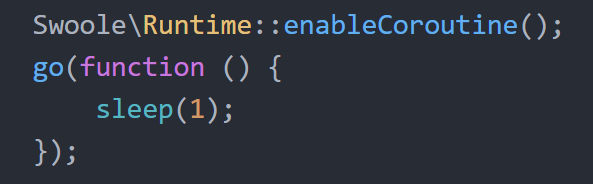 Swoole\Runtime::enableCoroutine();
go(function () {
    sleep(1);
});